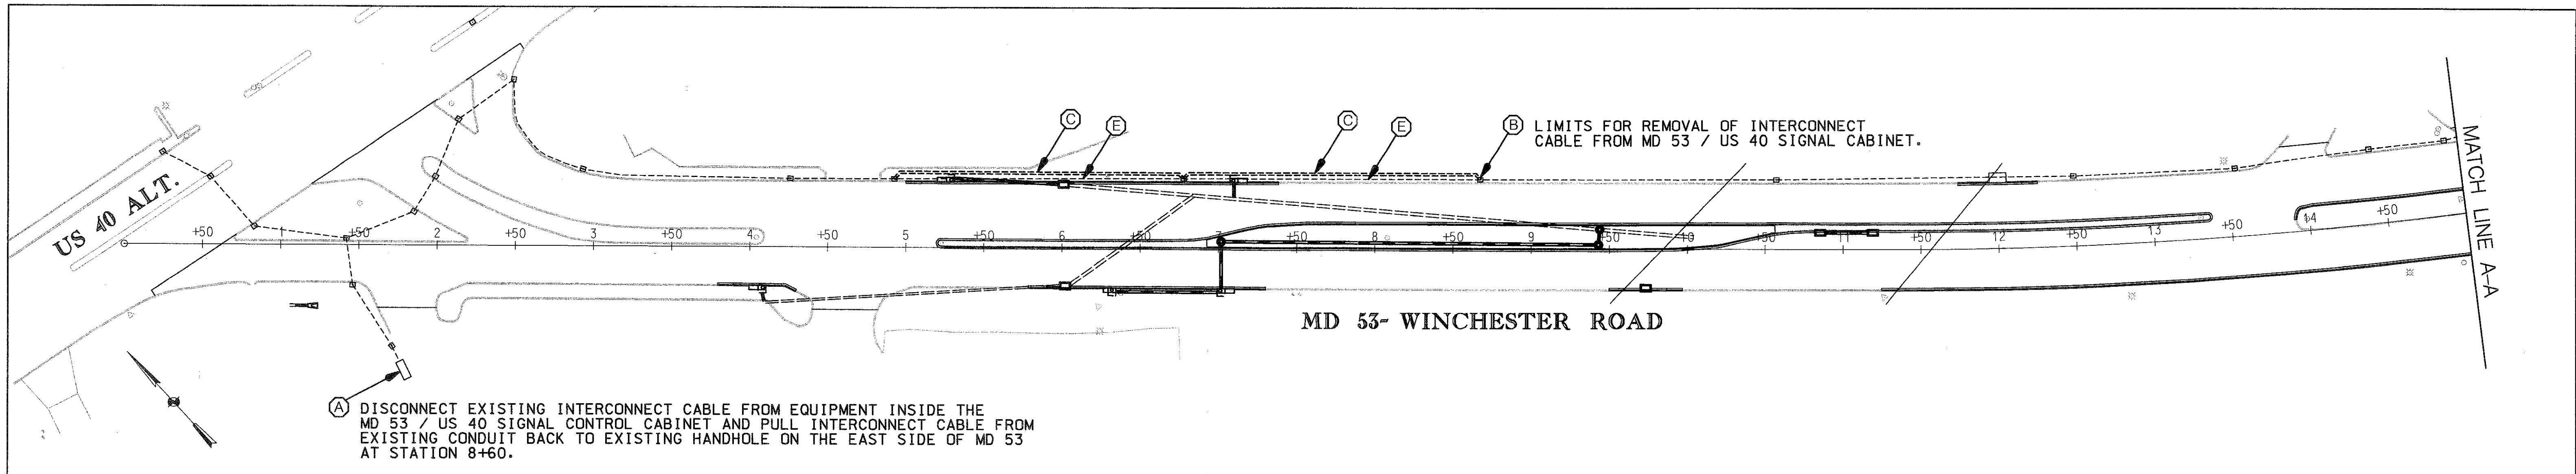 C
E
C
E
B LIMITS FOR REMOVAL OF INTERCONNECT
CABLE FROM MD 53 / US 40 SIGNAL CABINET.
US 40 ALT.
MATCH LINE A-A
+50 1 +50 2 +50 3 +50 4 +50 5 +50 6 +50 7 +50 8 +50 9 +50 10 +50 11 +50 12 +50 13 +50 14 +50
MD 53- WINCHESTER ROAD
A DISCONNECT EXISTING INTERCONNECT CABLE FROM EQUIPMENT INSIDE THE
MD 53 / US 40 SIGNAL CONTROL CABINET AND PULL INTERCONNECT CABLE FROM
EXISTING CONDUIT BACK TO EXISTING HANDHOLE ON THE EAST SIDE OF MD 53
AT STATION 8+60.